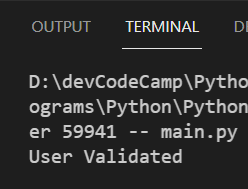 OUTPUT TERMINAL
D:\devCodeCamp\Pytho
ograms\Python\Python
er 59941 -- main.py
User Validated